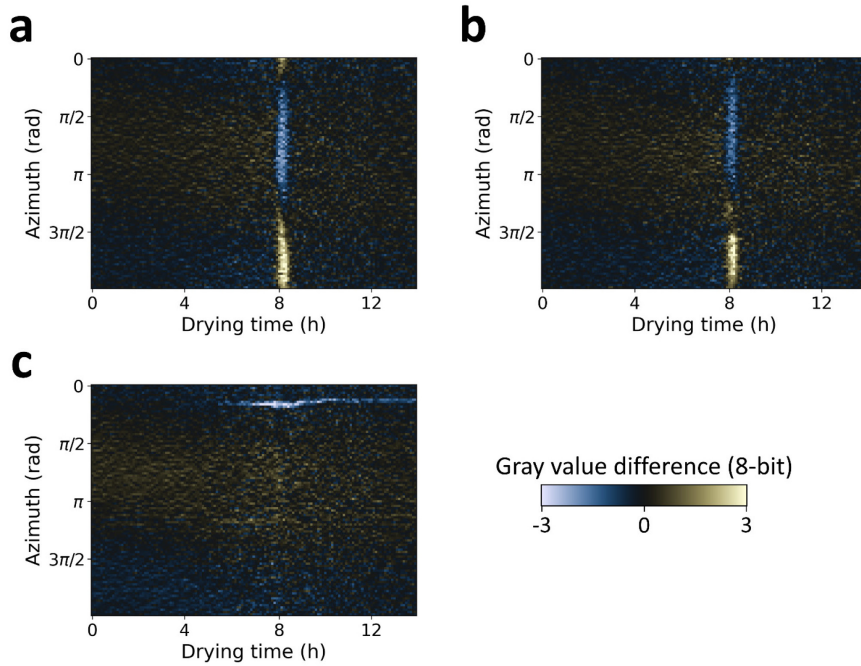 a
0
π/2
π
3π/2
Azimuth (rad)
0 4 8 12
Drying time (h)
b
0
π/2
π
3π/2
Azimuth (rad)
0 4 8 12
Drying time (h)
c
0
π/2
π
3π/2
Azimuth (rad)
0 4 8 12
Drying time (h)
Gray value difference (8-bit)
-3 0 3